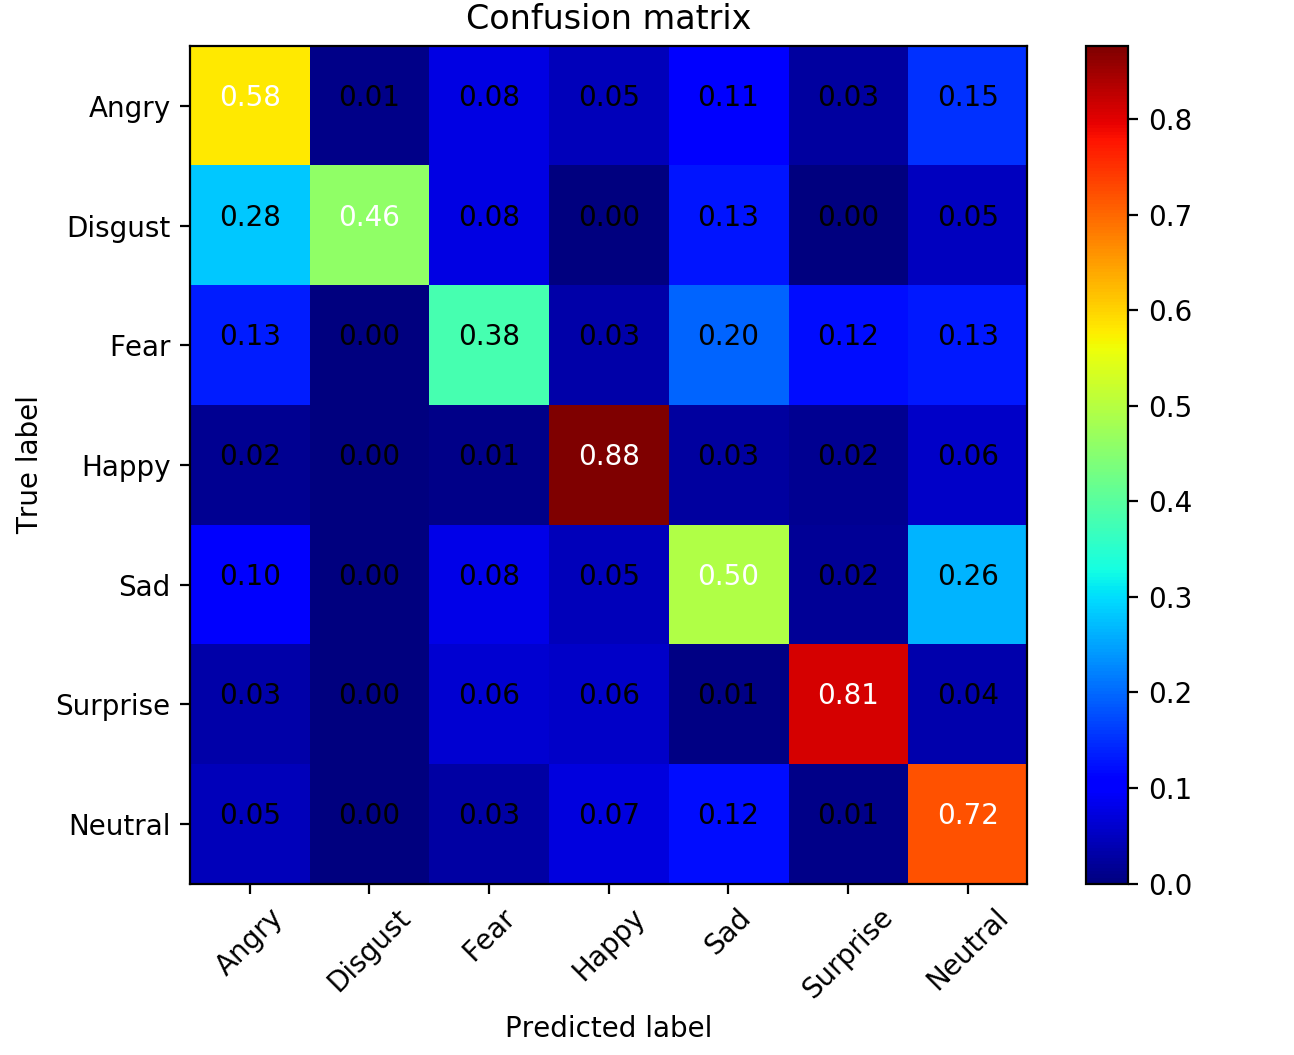 Confusion matrix
Angry 0.58 0.01 0.08 0.05 0.11 0.03 0.15
Disgust 0.28 0.46 0.08 0.00 0.13 0.00 0.05
Fear 0.13 0.00 0.38 0.03 0.20 0.12 0.13
Happy 0.02 0.00 0.01 0.88 0.03 0.02 0.06
Sad 0.10 0.00 0.08 0.05 0.50 0.02 0.26
Surprise 0.03 0.00 0.06 0.06 0.01 0.81 0.04
Neutral 0.05 0.00 0.03 0.07 0.12 0.01 0.72
True label
Angry Disgust Fear Happy Sad Surprise Neutral
Predicted label
0.8
0.7
0.6
0.5
0.4
0.3
0.2
0.1
0.0